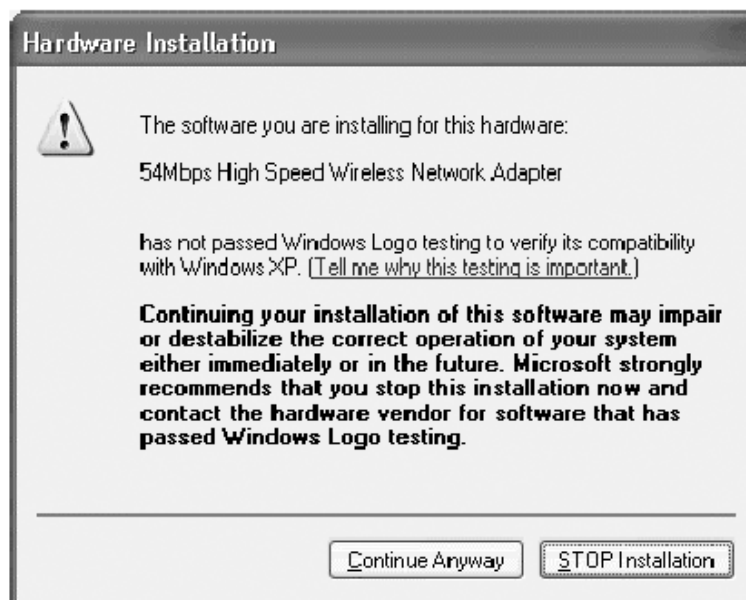 Hardware Installation
The software you are installing for this hardware:
54Mbps High Speed Wireless Network Adapter
has not passed Windows Logo testing to verify its compatibility
with Windows XP. (Tell me why this testing is important.)
Continuing your installation of this software may impair
or destabilize the correct operation of your system
either immediately or in the future. Microsoft strongly
recommends that you stop this installation now and
contact the hardware vendor for software that has
passed Windows Logo testing.
Continue Anyway
STOP Installation